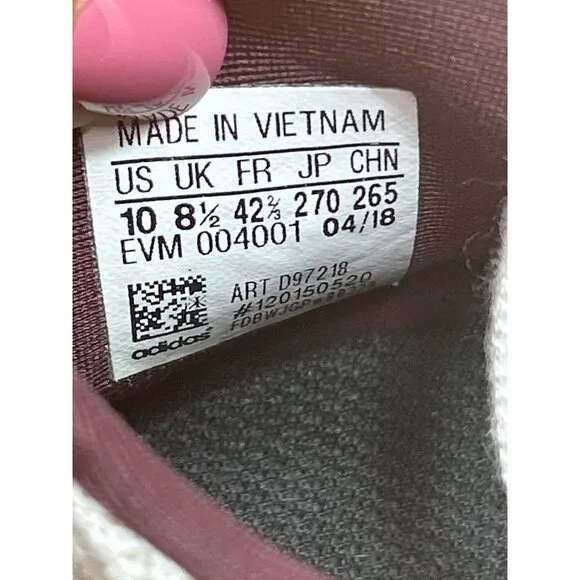 MADE IN VIETNAM
US UK FR JP CHN
10 8½ 42⅔ 270 265
EVM 004001 04/18
ART D97218
#120150520
adidas